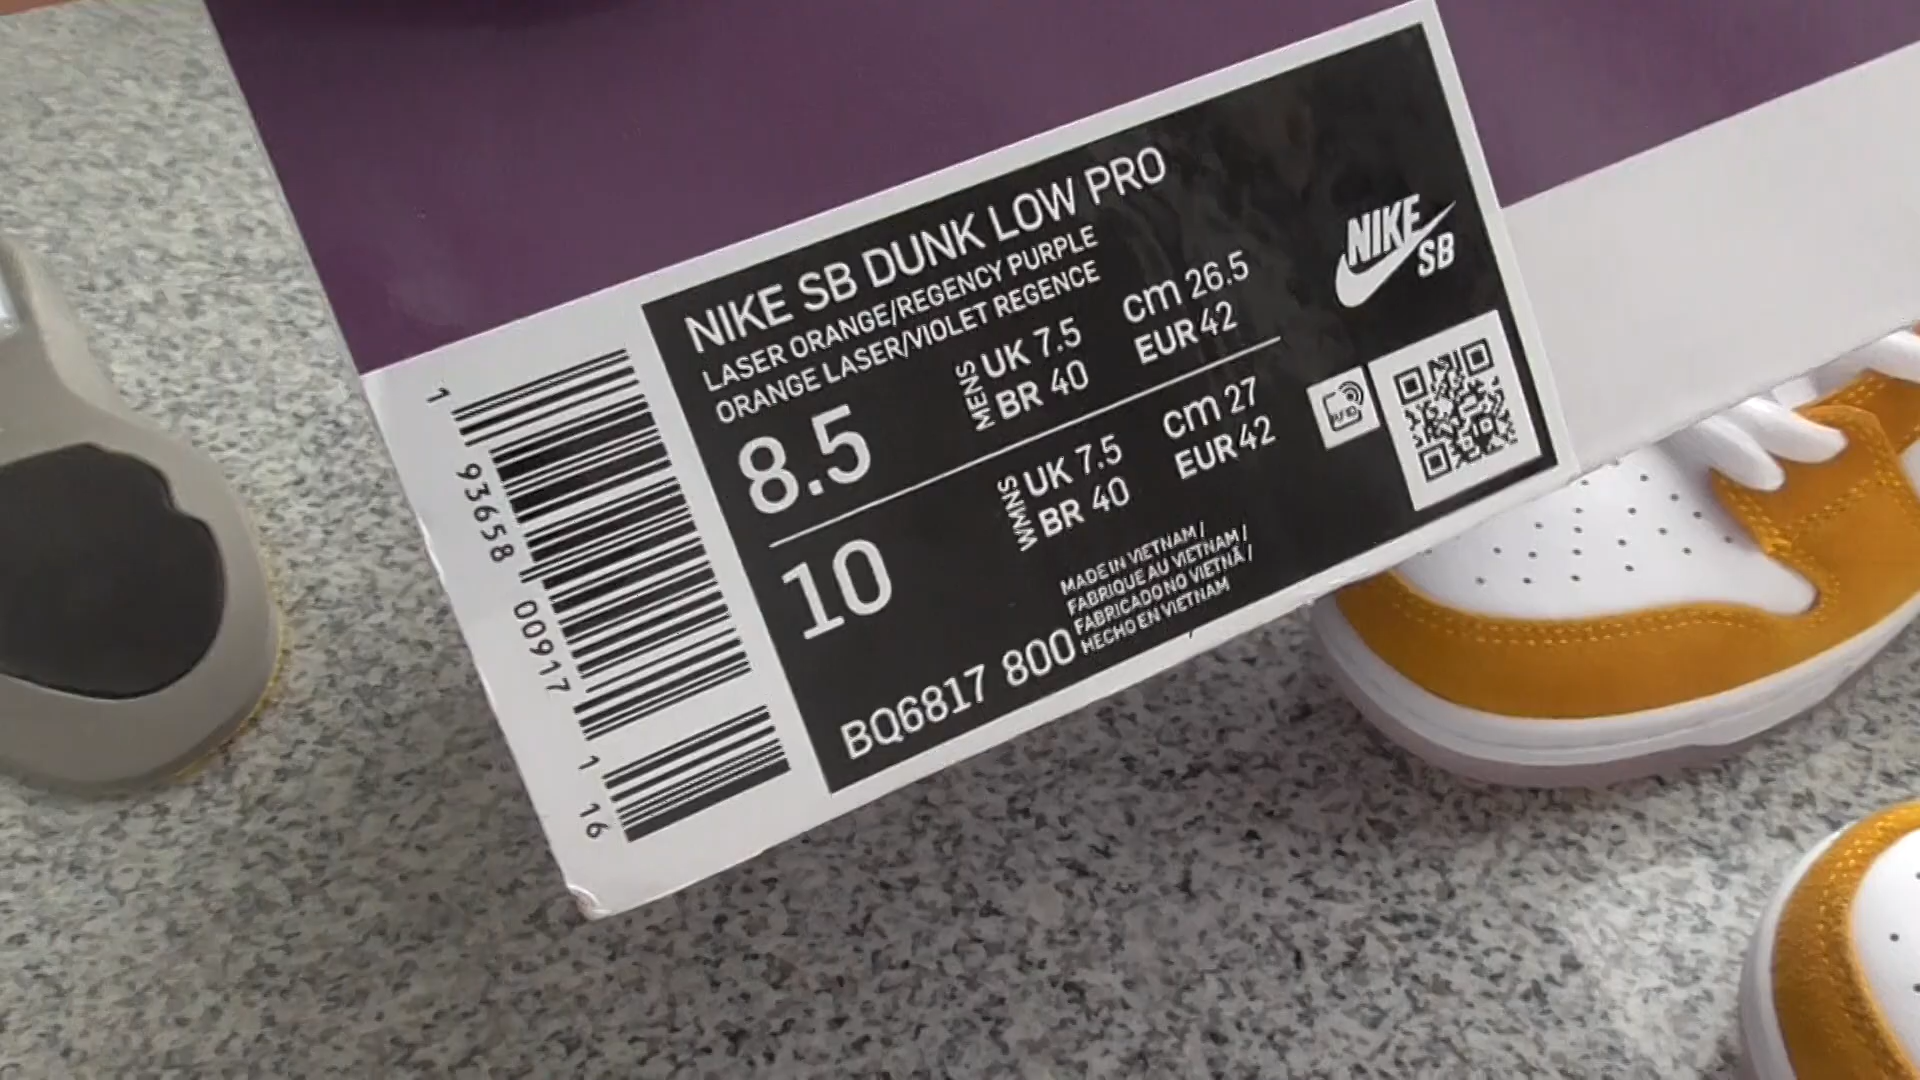 NIKE SB DUNK LOW PRO
LASER ORANGE/REGENCY PURPLE
ORANGE LASER/VIOLET REGENCE
8.5
MENS
UK 7.5
BR 40
cm 26.5
EUR 42
10
WMNS
UK 7.5
BR 40
cm 27
EUR 42
BQ6817 800
MADE IN VIETNAM /
FABRIQUE AU VIETNAM /
FABRICADO NO VIETNÃ /
HECHO EN VIETNAM
NIKE
SB
RFID
1 93658 00917 1 16